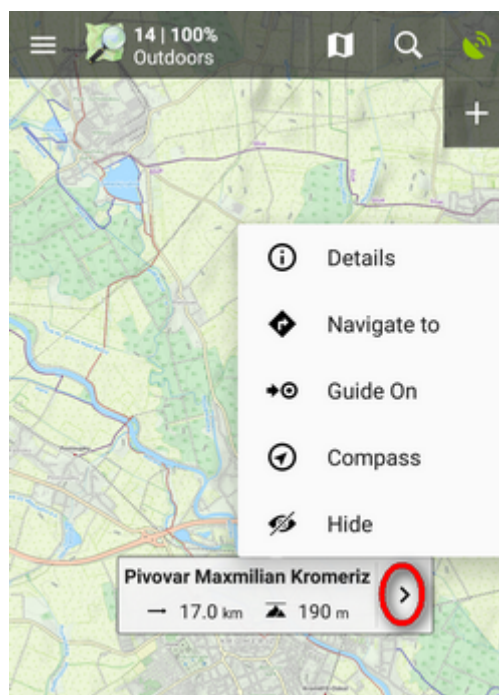 14 | 100%
Outdoors
Details
Navigate to
Guide On
Compass
Hide
Pivovar Maxmilian Kromeriz
17.0 km
190 m